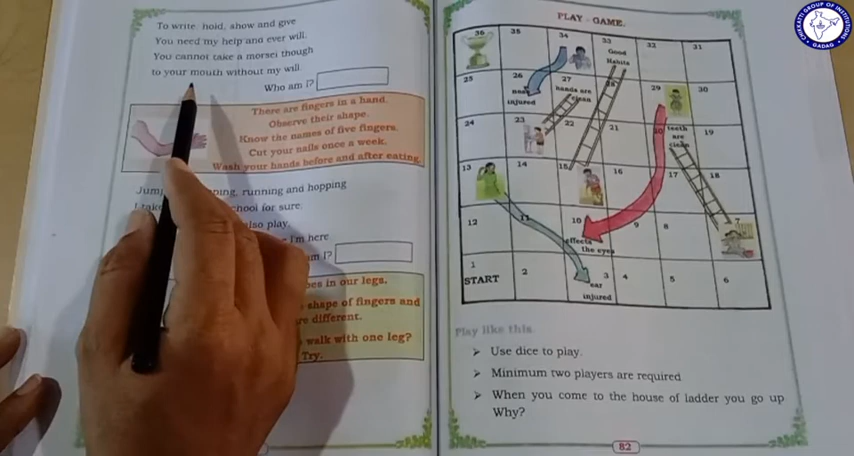 To write, hold, show and give
You need my help and ever will.
You cannot take a morsel though
to your mouth without my will.
Who am I?
There are fingers in a hand.
Observe their shape.
Know the names of five fingers.
Cut your nails once a week.
Wash your hands before and after eating.
running and hopping
school for sure.
also play.
I'm here
am I?
in our legs.
shape of fingers and
different.
walk with one leg?
Try.
PLAY - GAME.
36 35 34 33 32 31
Good
Habits
25 26 27 28 29 30
injured
hands are
clean
24 23 22 21 20 19
teeth
are
clean
13 14 15 16 17 18
12 11 10 9 8 7
effects
the eyes
1 2 3 4 5 6
START
ear
injured
Play like this.
➢ Use dice to play.
➢ Minimum two players are required
➢ When you come to the house of ladder you go up
Why?
82
CHIKKATTI GROUP OF INSTITUTIONS
GADAG